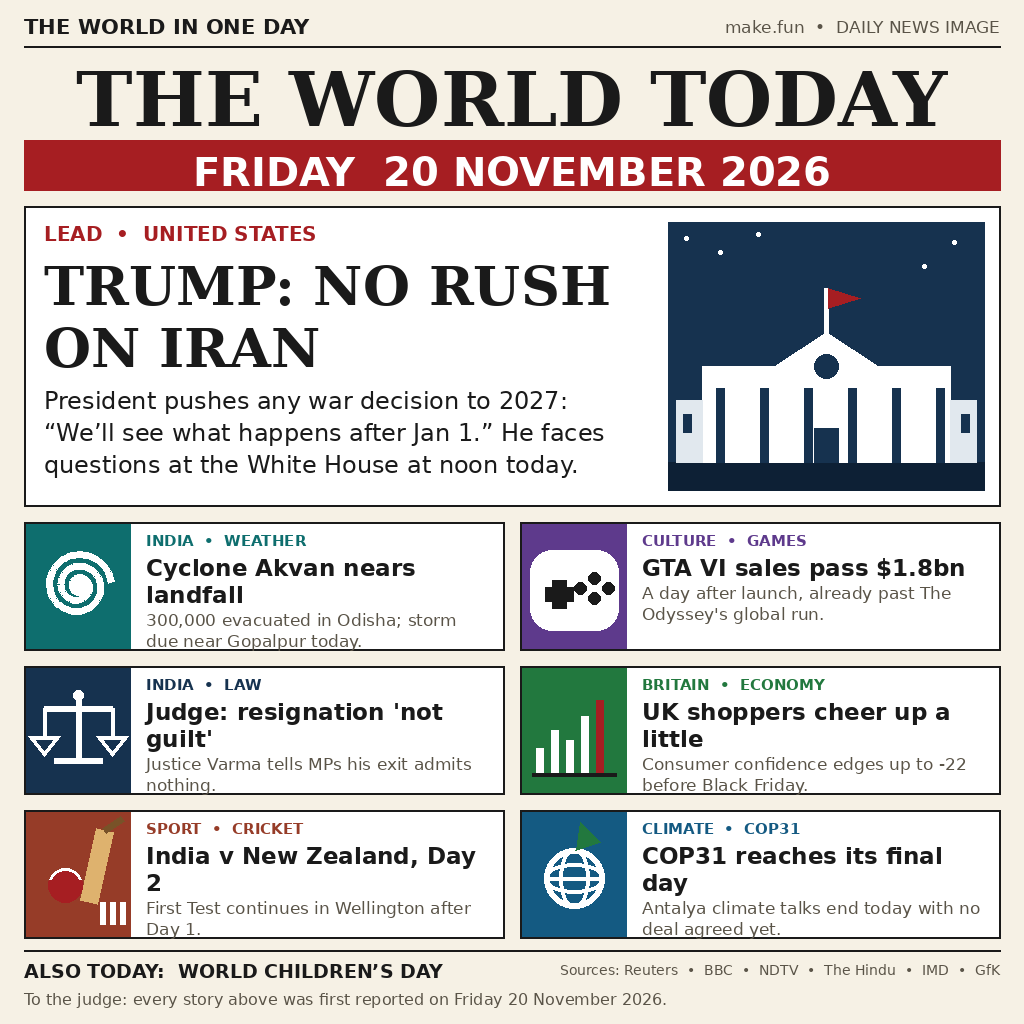 THE WORLD IN ONE DAY
make.fun • DAILY NEWS IMAGE
THE WORLD TODAY
FRIDAY 20 NOVEMBER 2026
LEAD • UNITED STATES
TRUMP: NO RUSH
ON IRAN
President pushes any war decision to 2027:
“We’ll see what happens after Jan 1.” He faces
questions at the White House at noon today.
INDIA • WEATHER
Cyclone Akvan nears
landfall
300,000 evacuated in Odisha; storm
due near Gopalpur today.
CULTURE • GAMES
GTA VI sales pass $1.8bn
A day after launch, already past The
Odyssey's global run.
INDIA • LAW
Judge: resignation 'not
guilt'
Justice Varma tells MPs his exit admits
nothing.
BRITAIN • ECONOMY
UK shoppers cheer up a
little
Consumer confidence edges up to -22
before Black Friday.
SPORT • CRICKET
India v New Zealand, Day
2
First Test continues in Wellington after
Day 1.
CLIMATE • COP31
COP31 reaches its final
day
Antalya climate talks end today with no
deal agreed yet.
ALSO TODAY: WORLD CHILDREN’S DAY
Sources: Reuters • BBC • NDTV • The Hindu • IMD • GfK
To the judge: every story above was first reported on Friday 20 November 2026.